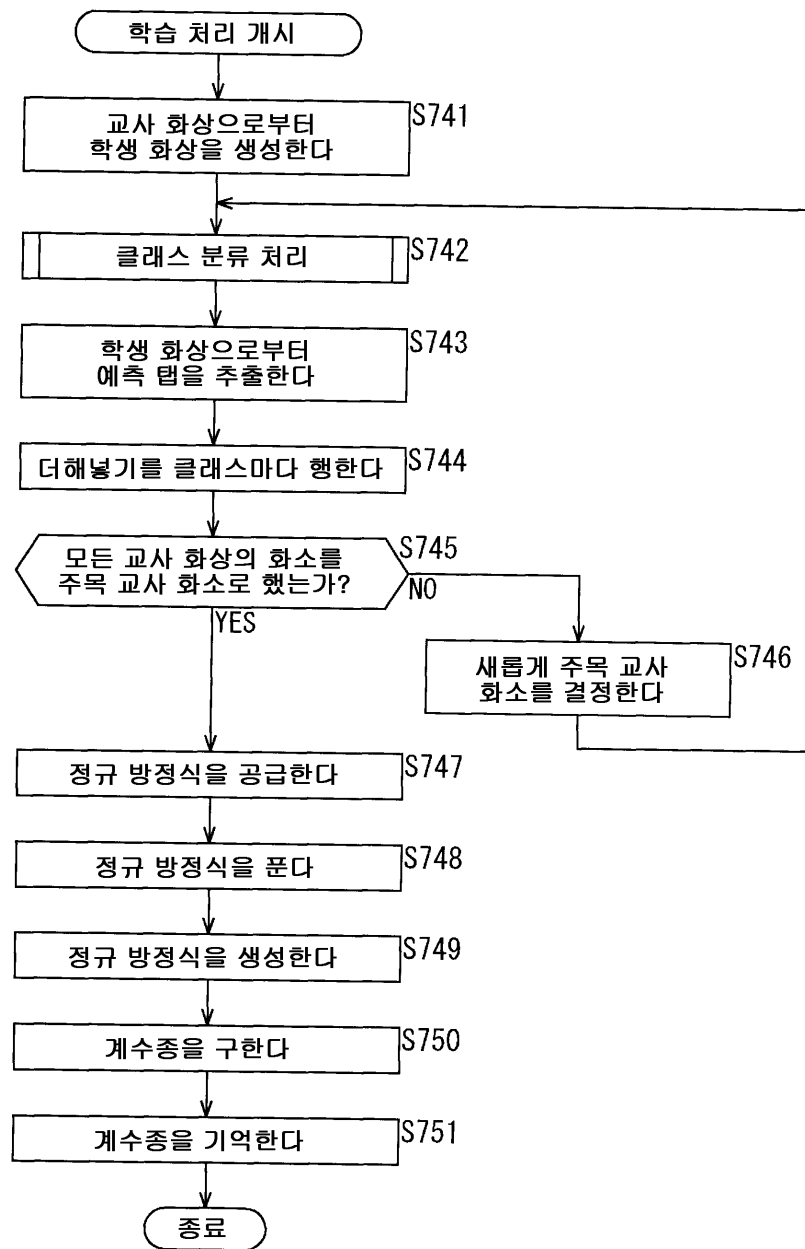 학습 처리 개시
교사 화상으로부터
학생 화상을 생성한다
S741
클래스 분류 처리
S742
학생 화상으로부터
예측 탭을 추출한다
S743
더해넣기를 클래스마다 행한다
S744
모든 교사 화상의 화소를
주목 교사 화소로 했는가?
S745
NO
YES
새롭게 주목 교사
화소를 결정한다
S746
정규 방정식을 공급한다
S747
정규 방정식을 푼다
S748
정규 방정식을 생성한다
S749
계수종을 구한다
S750
계수종을 기억한다
S751
종료